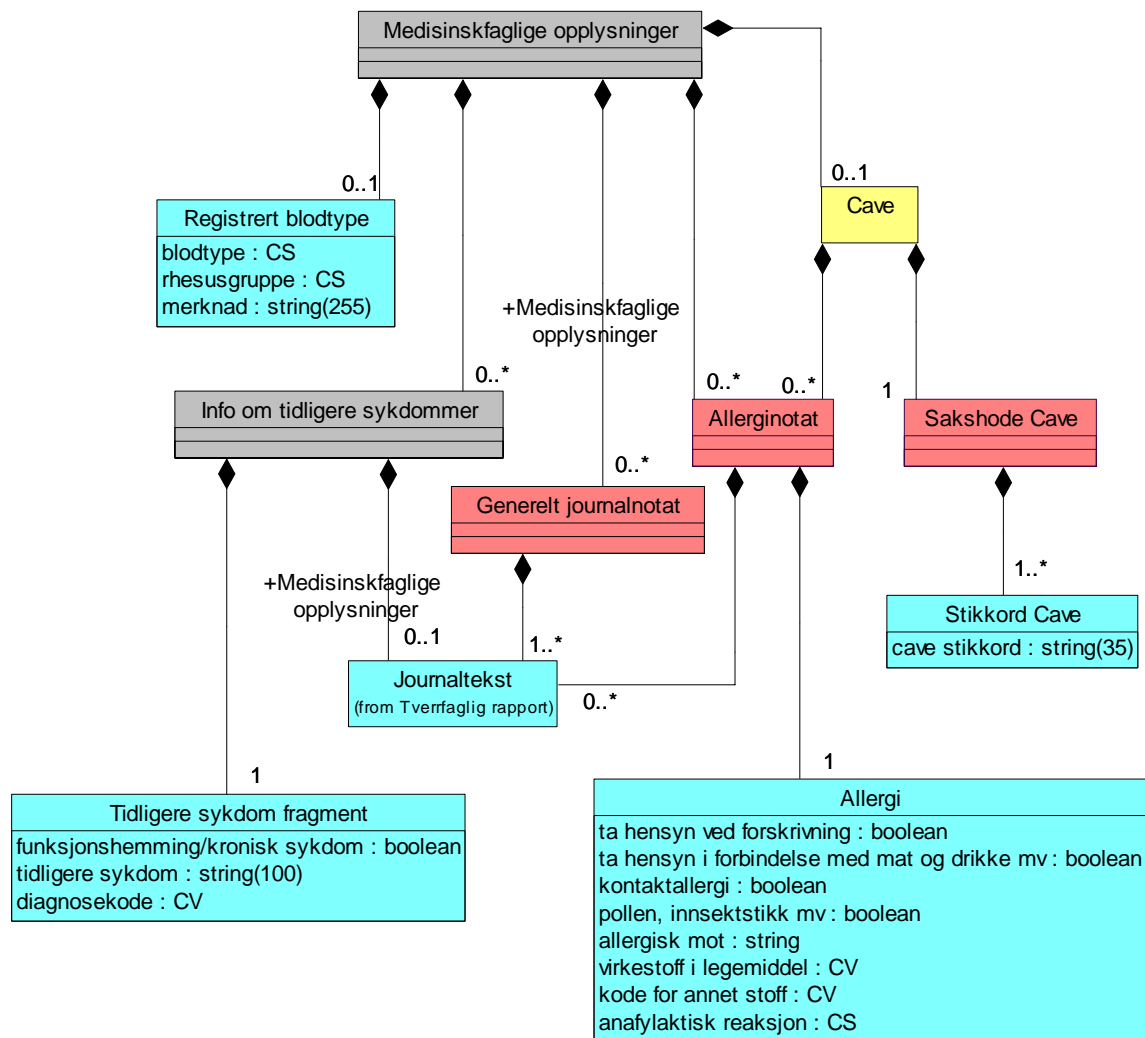 Medisinskfaglige opplysninger
0..1
0..1
Registrert blodtype
blodtype : CS
rhesusgruppe : CS
merknad : string(255)
Cave
+Medisinskfaglige
opplysninger
0..*
0..*
0..*
1
Info om tidligere sykdommer
Allerginotat
Sakshode Cave
0..*
Generelt journalnotat
+Medisinskfaglige
opplysninger
0..1
1..*
1..*
Stikkord Cave
cave stikkord : string(35)
Journaltekst
(from Tverrfaglig rapport)
0..*
1
1
Tidligere sykdom fragment
funksjonshemming/kronisk sykdom : boolean
tidligere sykdom : string(100)
diagnosekode : CV
Allergi
ta hensyn ved forskrivning : boolean
ta hensyn i forbindelse med mat og drikke mv : boolean
kontaktallergi : boolean
pollen, innsektstikk mv : boolean
allergisk mot : string
virkestoff i legemiddel : CV
kode for annet stoff : CV
anafylaktisk reaksjon : CS